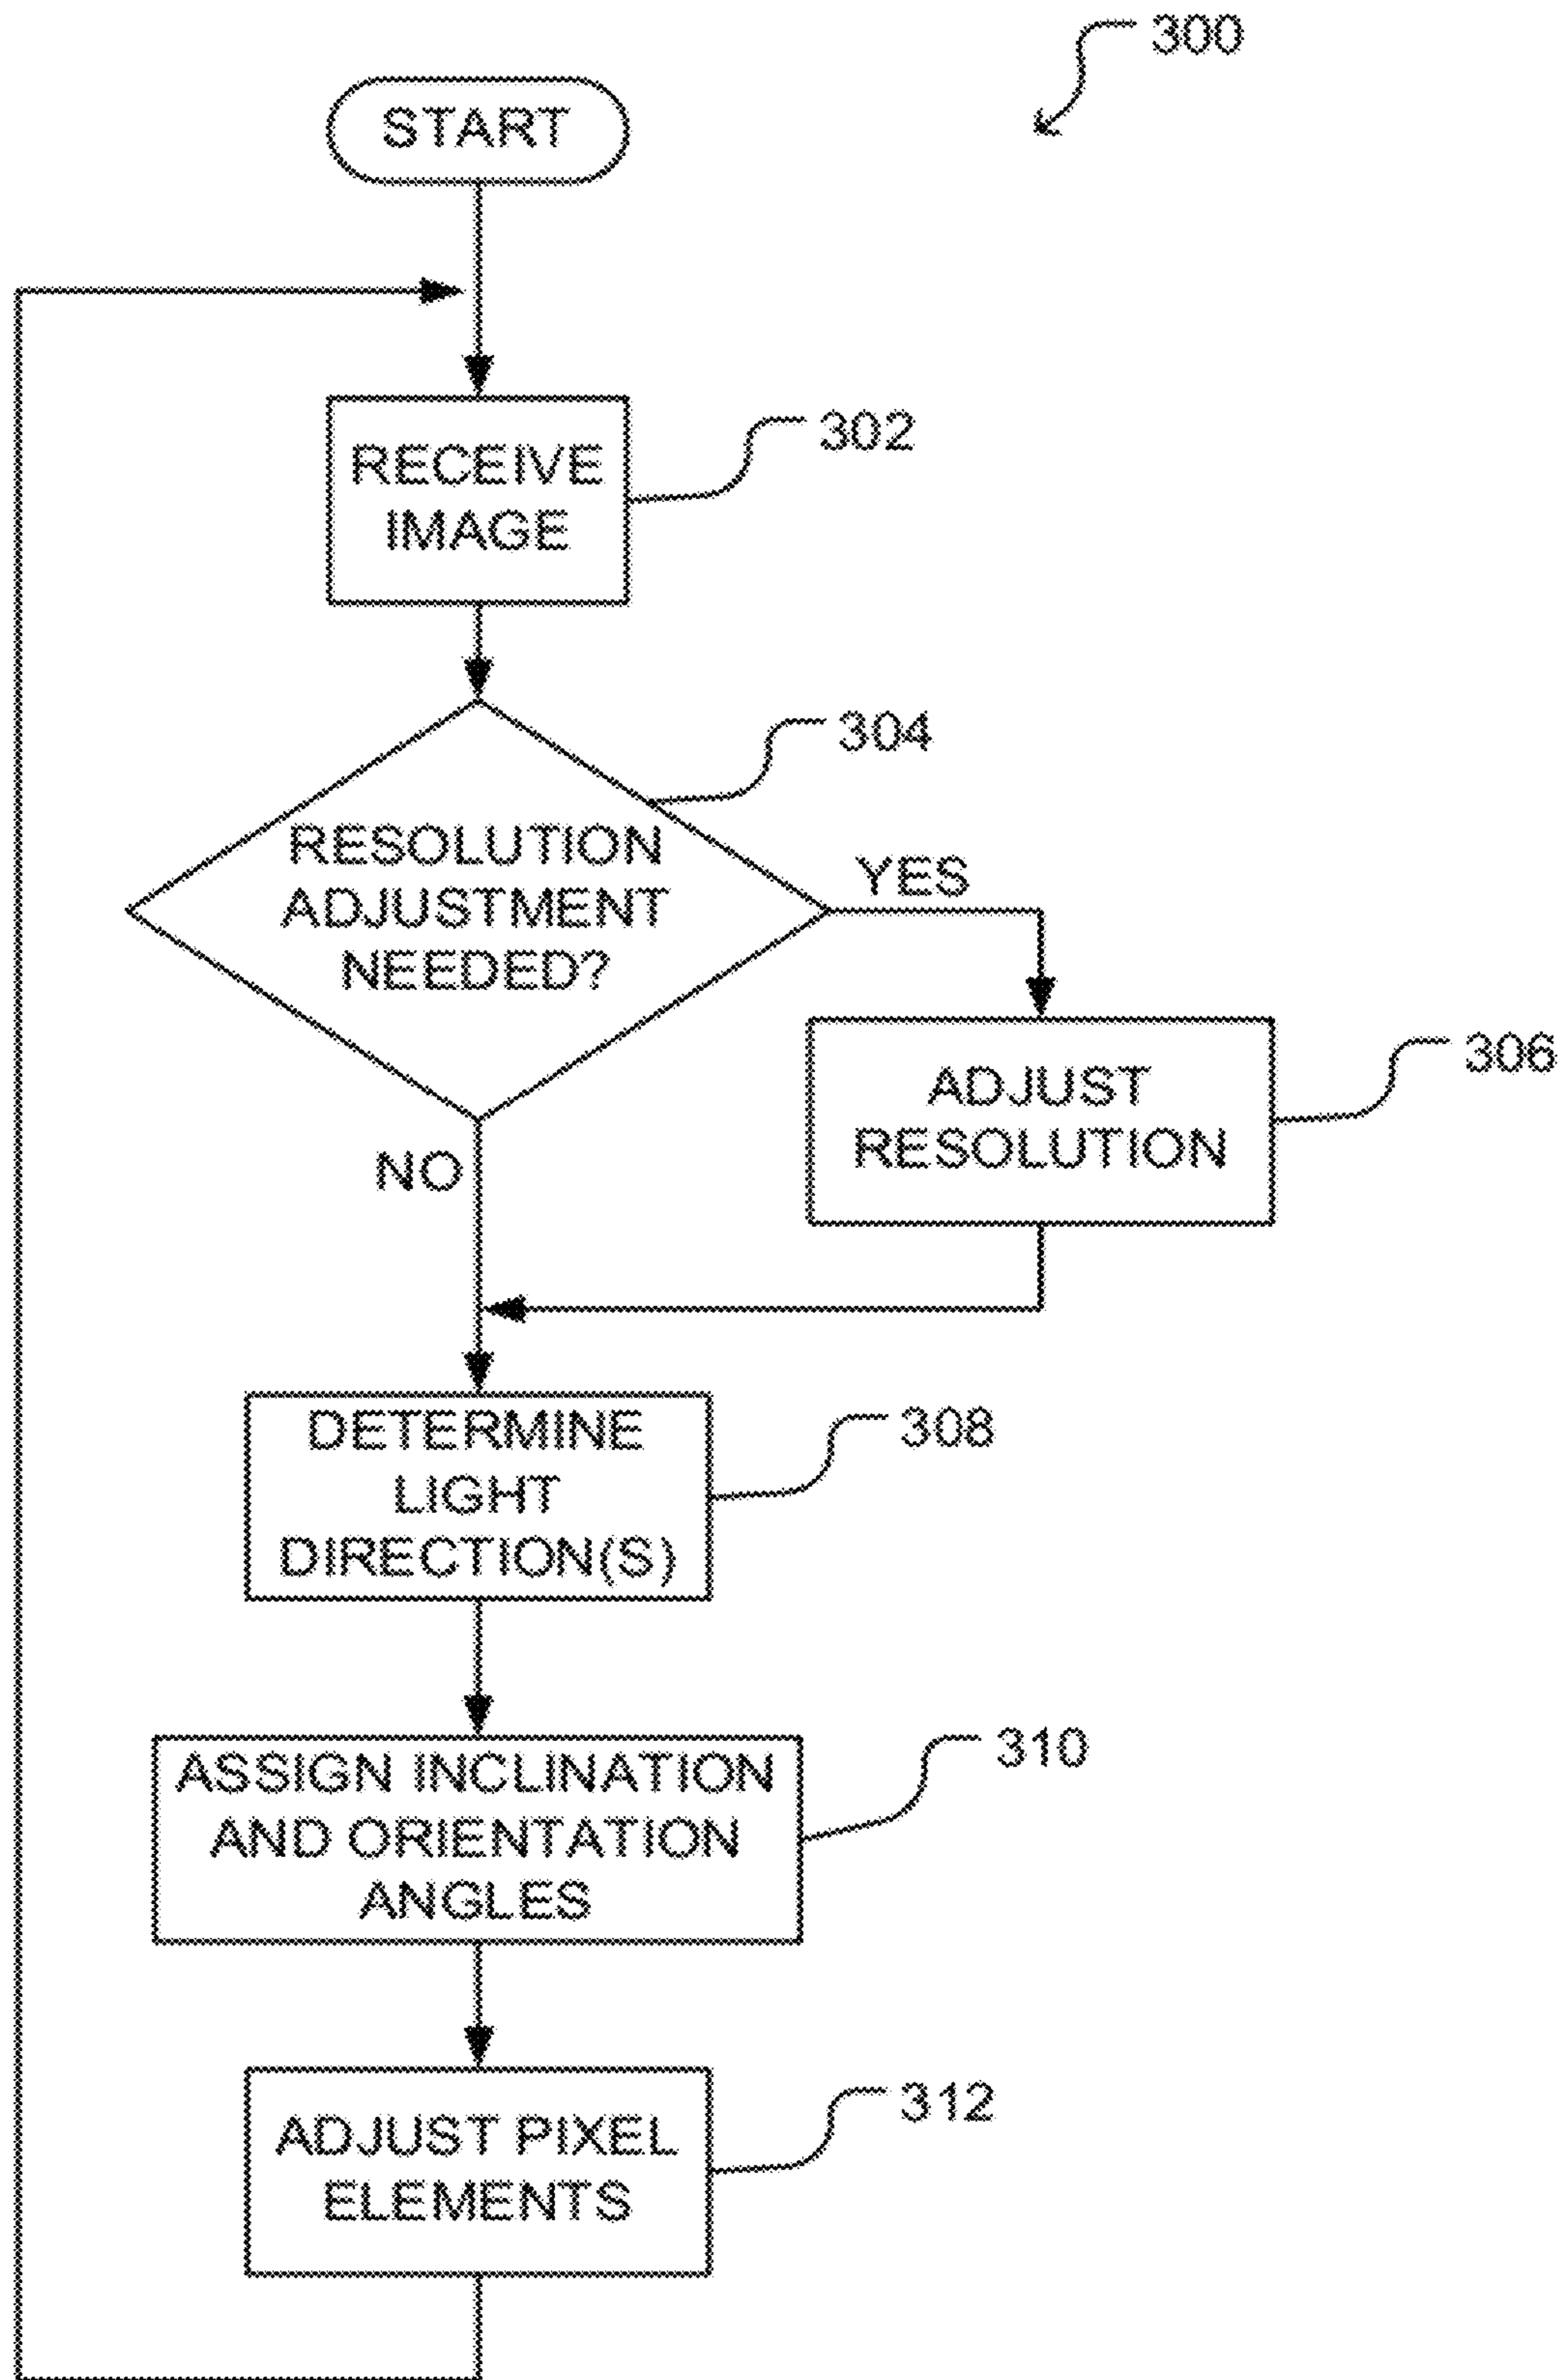 300
START
RECEIVE
IMAGE
302
304
RESOLUTION
ADJUSTMENT
NEEDED?
YES
ADJUST
RESOLUTION
306
NO
DETERMINE
LIGHT
DIRECTION(S)
308
ASSIGN INCLINATION
AND ORIENTATION
ANGLES
310
ADJUST PIXEL
ELEMENTS
312